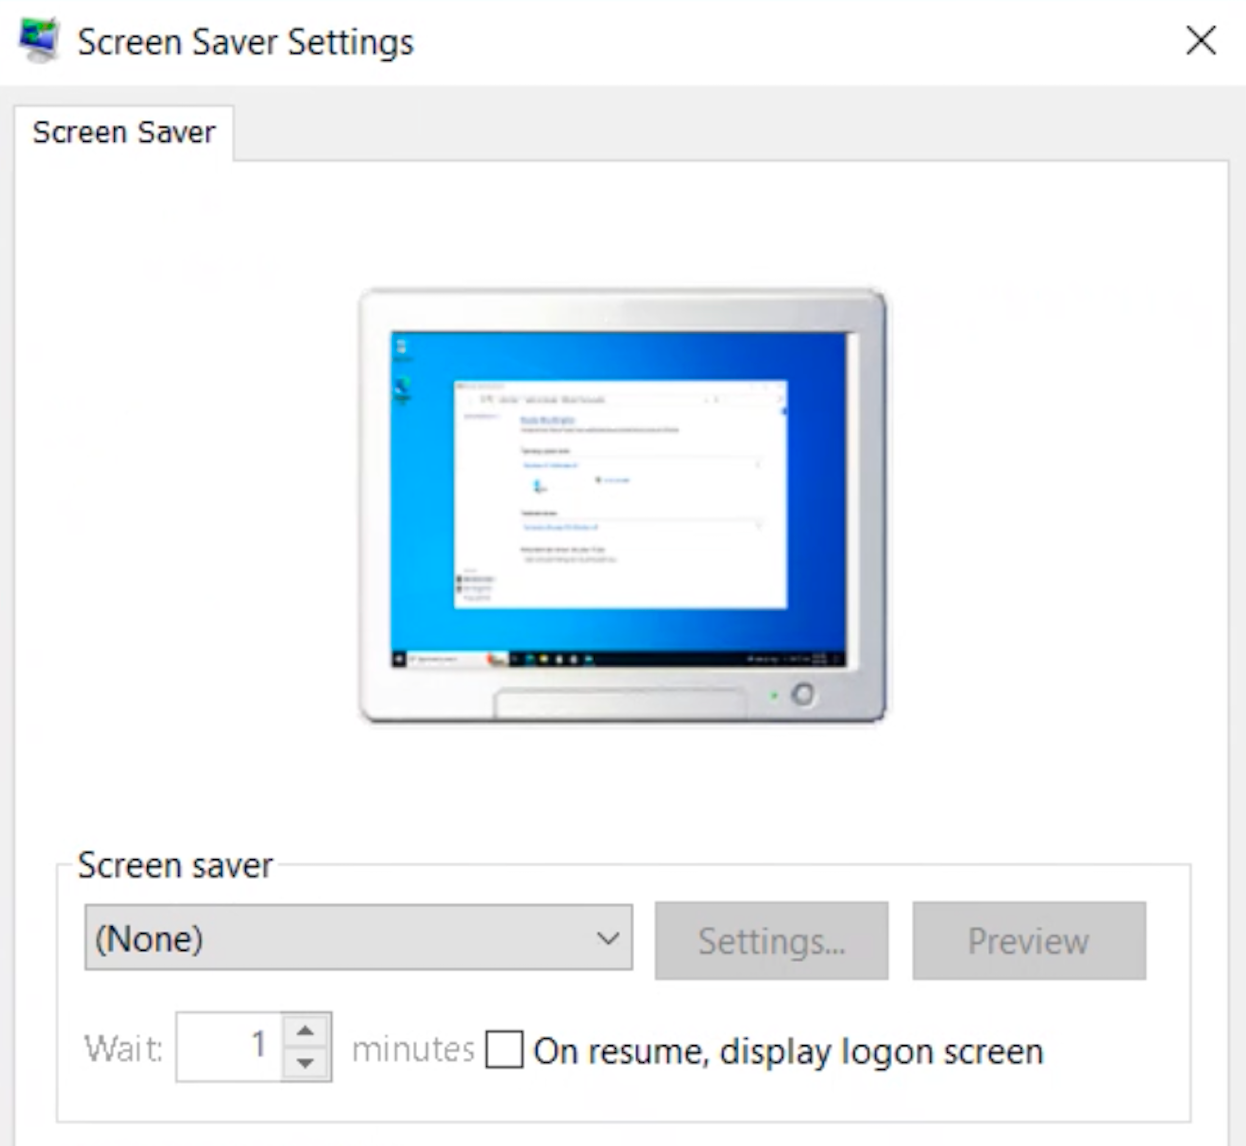 Screen Saver Settings
Screen Saver
Screen saver
(None)
Settings...
Preview
Wait: 1 minutes On resume, display logon screen